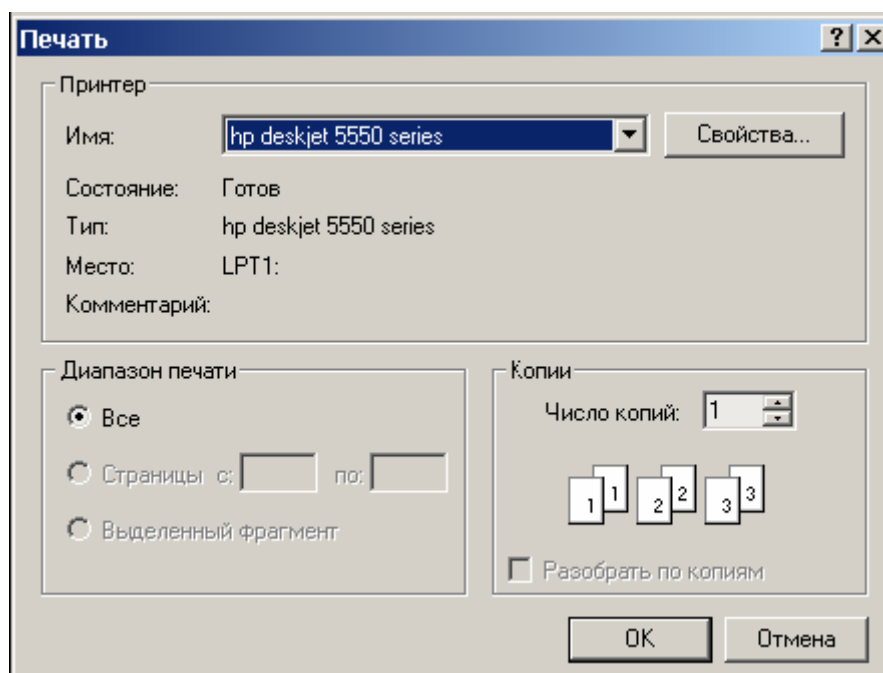 Печать
Принтер
Имя: hp deskjet 5550 series Свойства...
Состояние: Готов
Тип: hp deskjet 5550 series
Место: LPT1:
Комментарий:
Диапазон печати
Все
Страницы с: по:
Выделенный фрагмент
Копии
Число копий: 1
1 1 2 2 3 3
Разобрать по копиям
OK Отмена